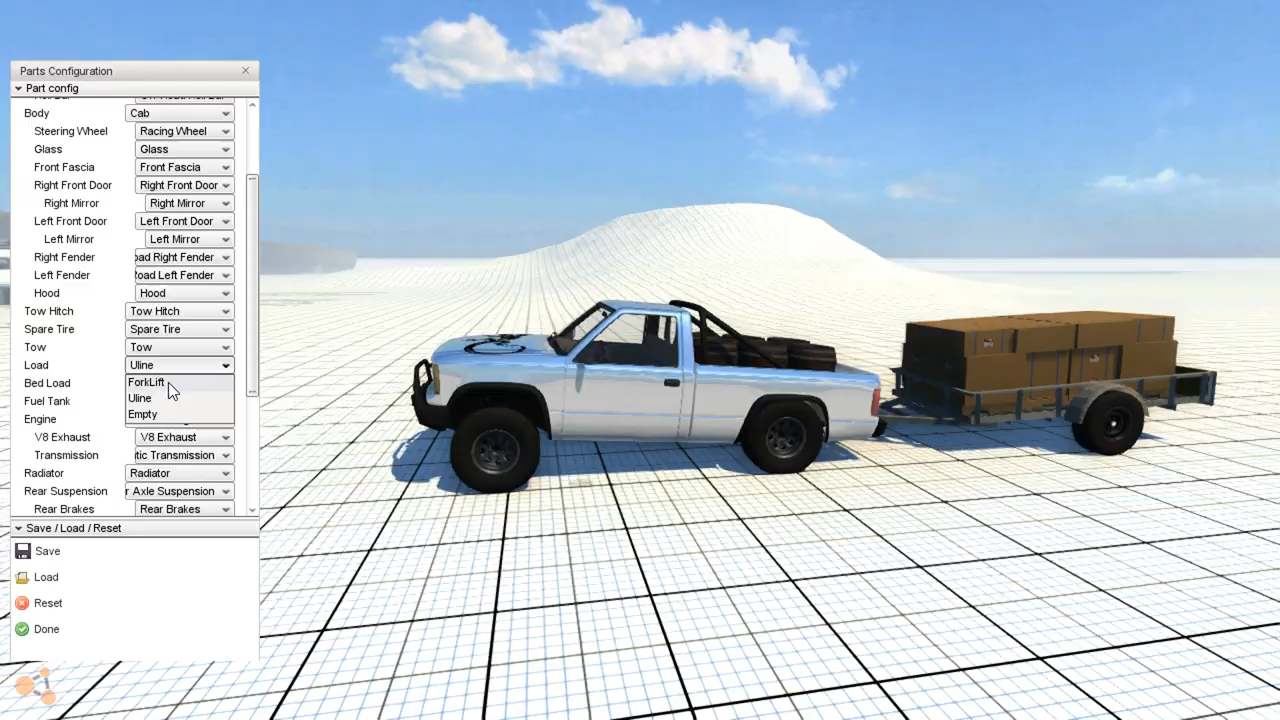 Parts Configuration
Part config
Body Cab
Steering Wheel Racing Wheel
Glass Glass
Front Fascia Front Fascia
Right Front Door Right Front Door
Right Mirror Right Mirror
Left Front Door Left Front Door
Left Mirror Left Mirror
Right Fender oad Right Fender
Left Fender Road Left Fender
Hood Hood
Tow Hitch Tow Hitch
Spare Tire Spare Tire
Tow Tow
Load Uline
Bed Load ForkLift
Uline
Fuel Tank
Empty
Engine
V8 Exhaust V8 Exhaust
Transmission tic Transmission
Radiator Radiator
Rear Suspension r Axle Suspension
Rear Brakes Rear Brakes
Save / Load / Reset
Save
Load
Reset
Done